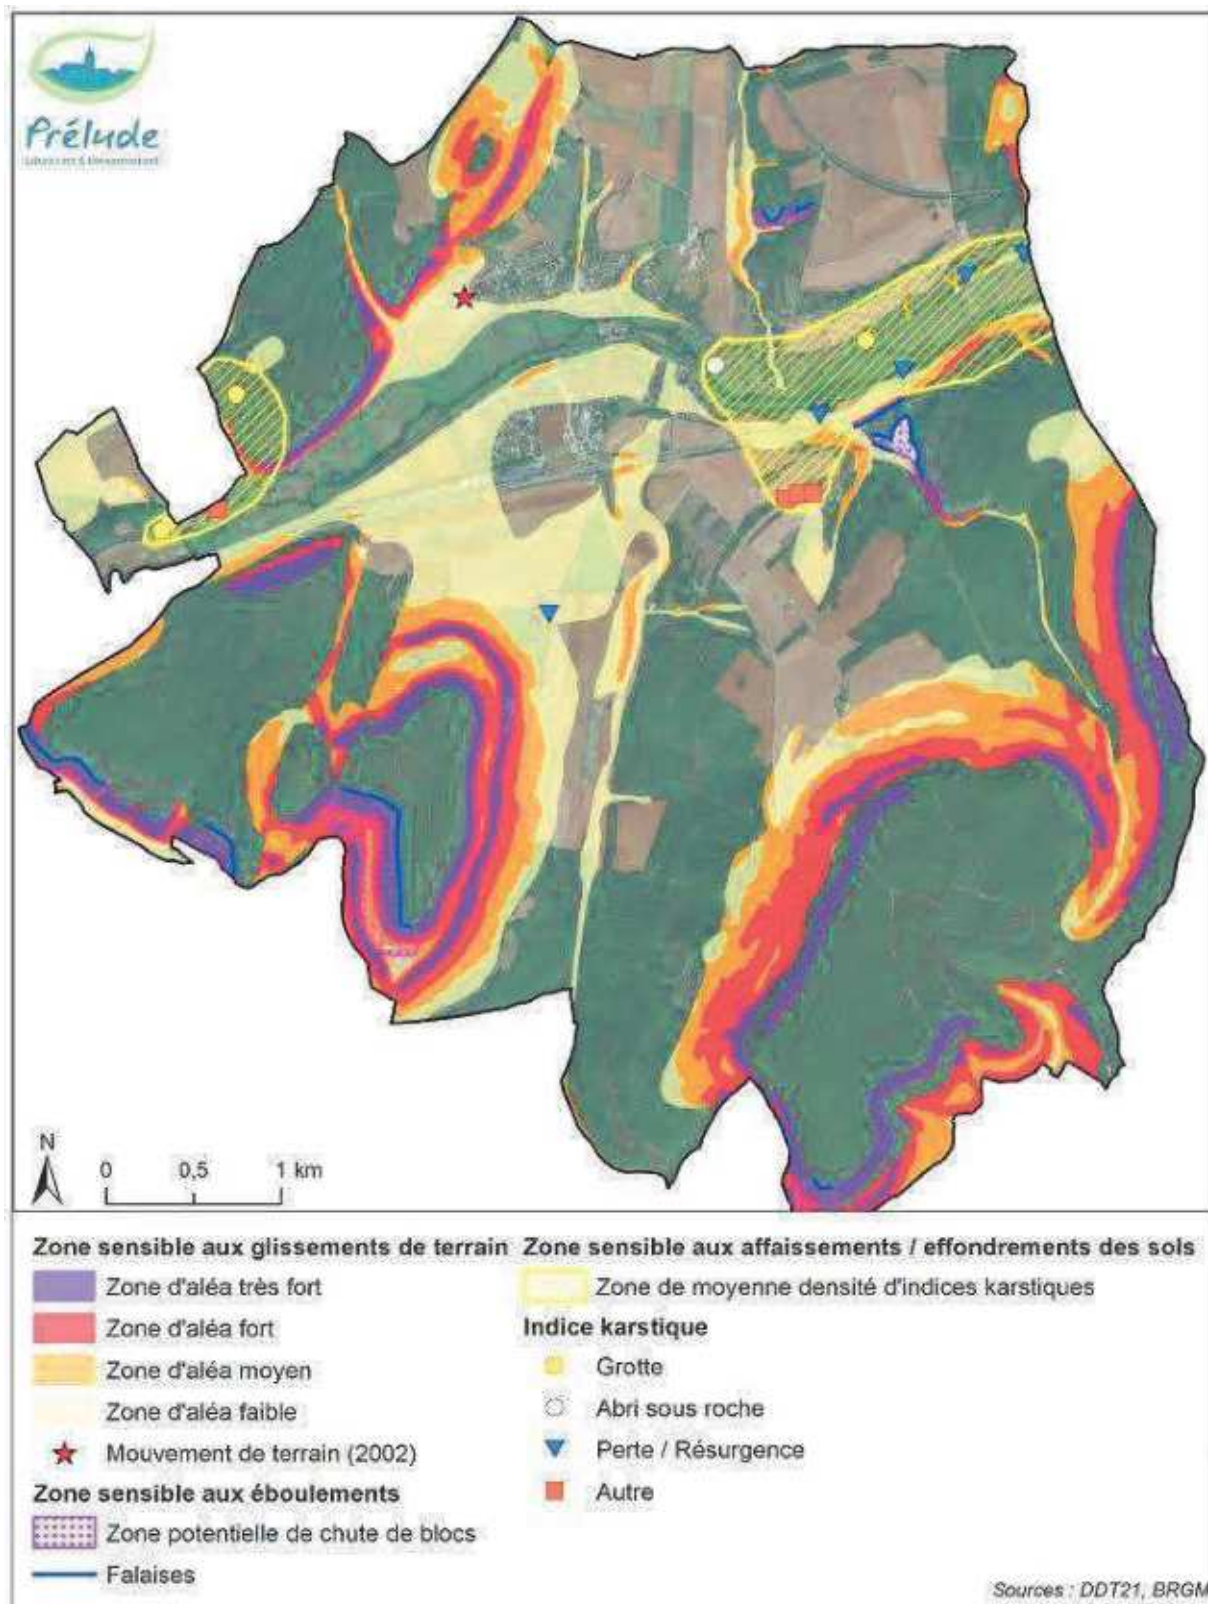 Prélude
N
0 0,5 1 km
Zone sensible aux glissements de terrain
Zone d'aléa très fort
Zone d'aléa fort
Zone d'aléa moyen
Zone d'aléa faible
Mouvement de terrain (2002)
Zone sensible aux éboulements
Zone potentielle de chute de blocs
Falaises
Zone sensible aux affaissements / effondrements des sols
Zone de moyenne densité d'indices karstiques
Indice karstique
Grotte
Abri sous roche
Perte / Résurgence
Autre
Sources : DDT21, BRGM